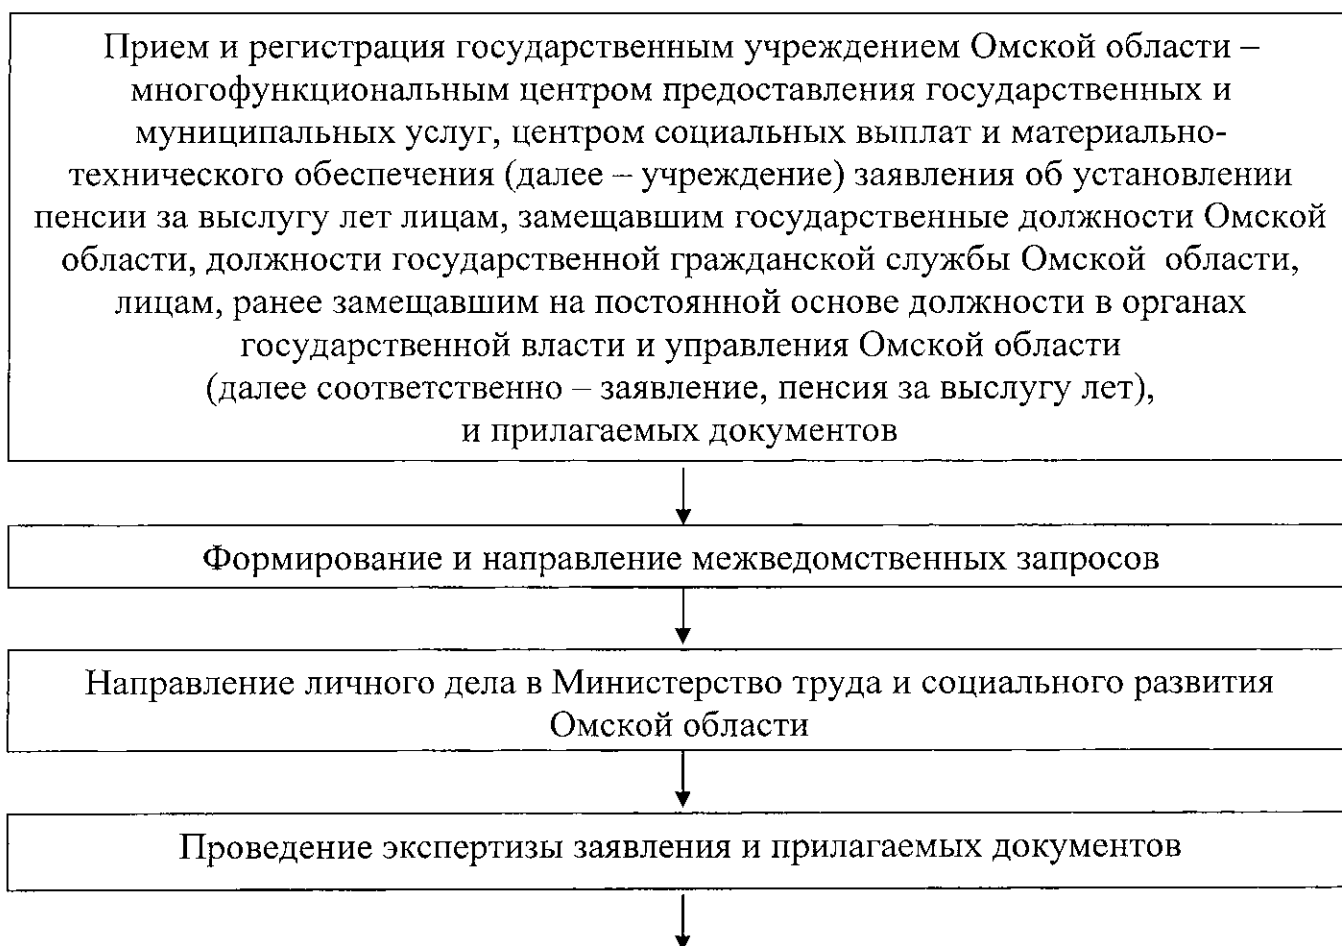 Прием и регистрация государственным учреждением Омской области –
многофункциональным центром предоставления государственных и
муниципальных услуг, центром социальных выплат и материально-
технического обеспечения (далее – учреждение) заявления об установлении
пенсии за выслугу лет лицам, замещавшим государственные должности Омской
области, должности государственной гражданской службы Омской области,
лицам, ранее замещавшим на постоянной основе должности в органах
государственной власти и управления Омской области
(далее соответственно – заявление, пенсия за выслугу лет),
и прилагаемых документов
Формирование и направление межведомственных запросов
Направление личного дела в Министерство труда и социального развития
Омской области
Проведение экспертизы заявления и прилагаемых документов